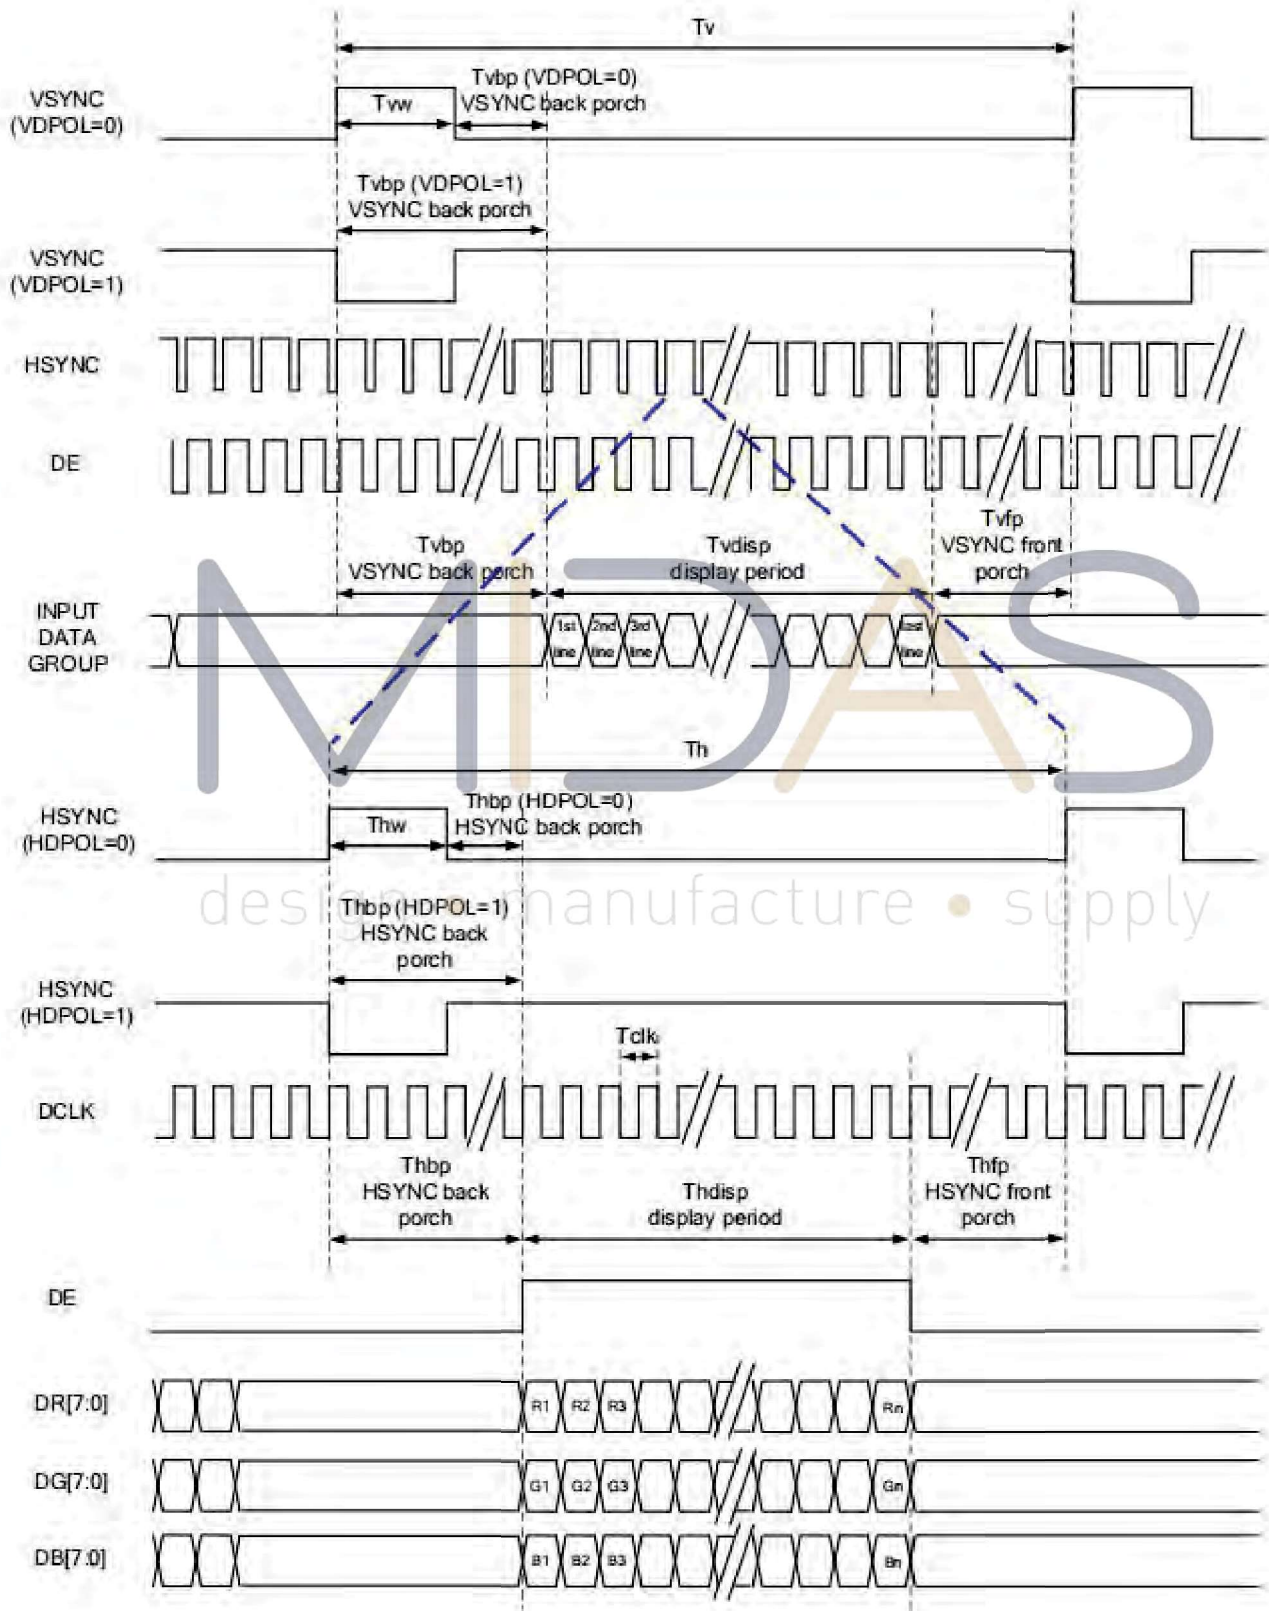 Tv
VSYNC
(VDPOL=0)
Tvw
Tvbp (VDPOL=0)
VSYNC back porch
Tvbp (VDPOL=1)
VSYNC back porch
VSYNC
(VDPOL=1)
HSYNC
DE
Tvbp
VSYNC back porch
Tvdisp
display period
Tvfp
VSYNC front
porch
INPUT
DATA
GROUP
1st
line
2nd
line
3rd
line
last
line
MIDAS
Th
HSYNC
(HDPOL=0)
Thw
Thbp (HDPOL=0)
HSYNC back porch
design • manufacture • supply
Thbp (HDPOL=1)
HSYNC back
porch
HSYNC
(HDPOL=1)
Tclk
DCLK
Thbp
HSYNC back
porch
Thdisp
display period
Thfp
HSYNC front
porch
DE
DR[7:0]
R1 R2 R3 Rn
DG[7:0]
G1 G2 G3 Gn
DB[7:0]
B1 B2 B3 Bn